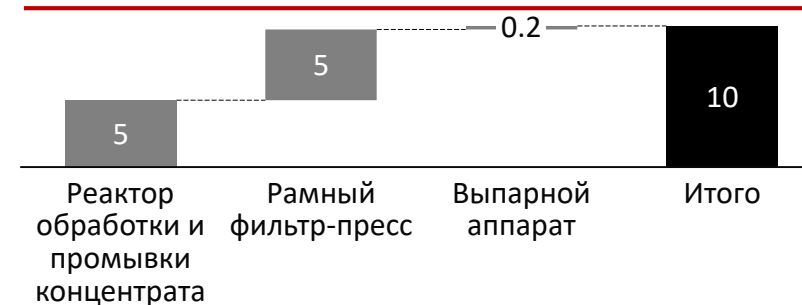 0.2
5
10
5
Реактор обработки и промывки концентрата
Рамный фильтр-пресс
Выпарной аппарат
Итого